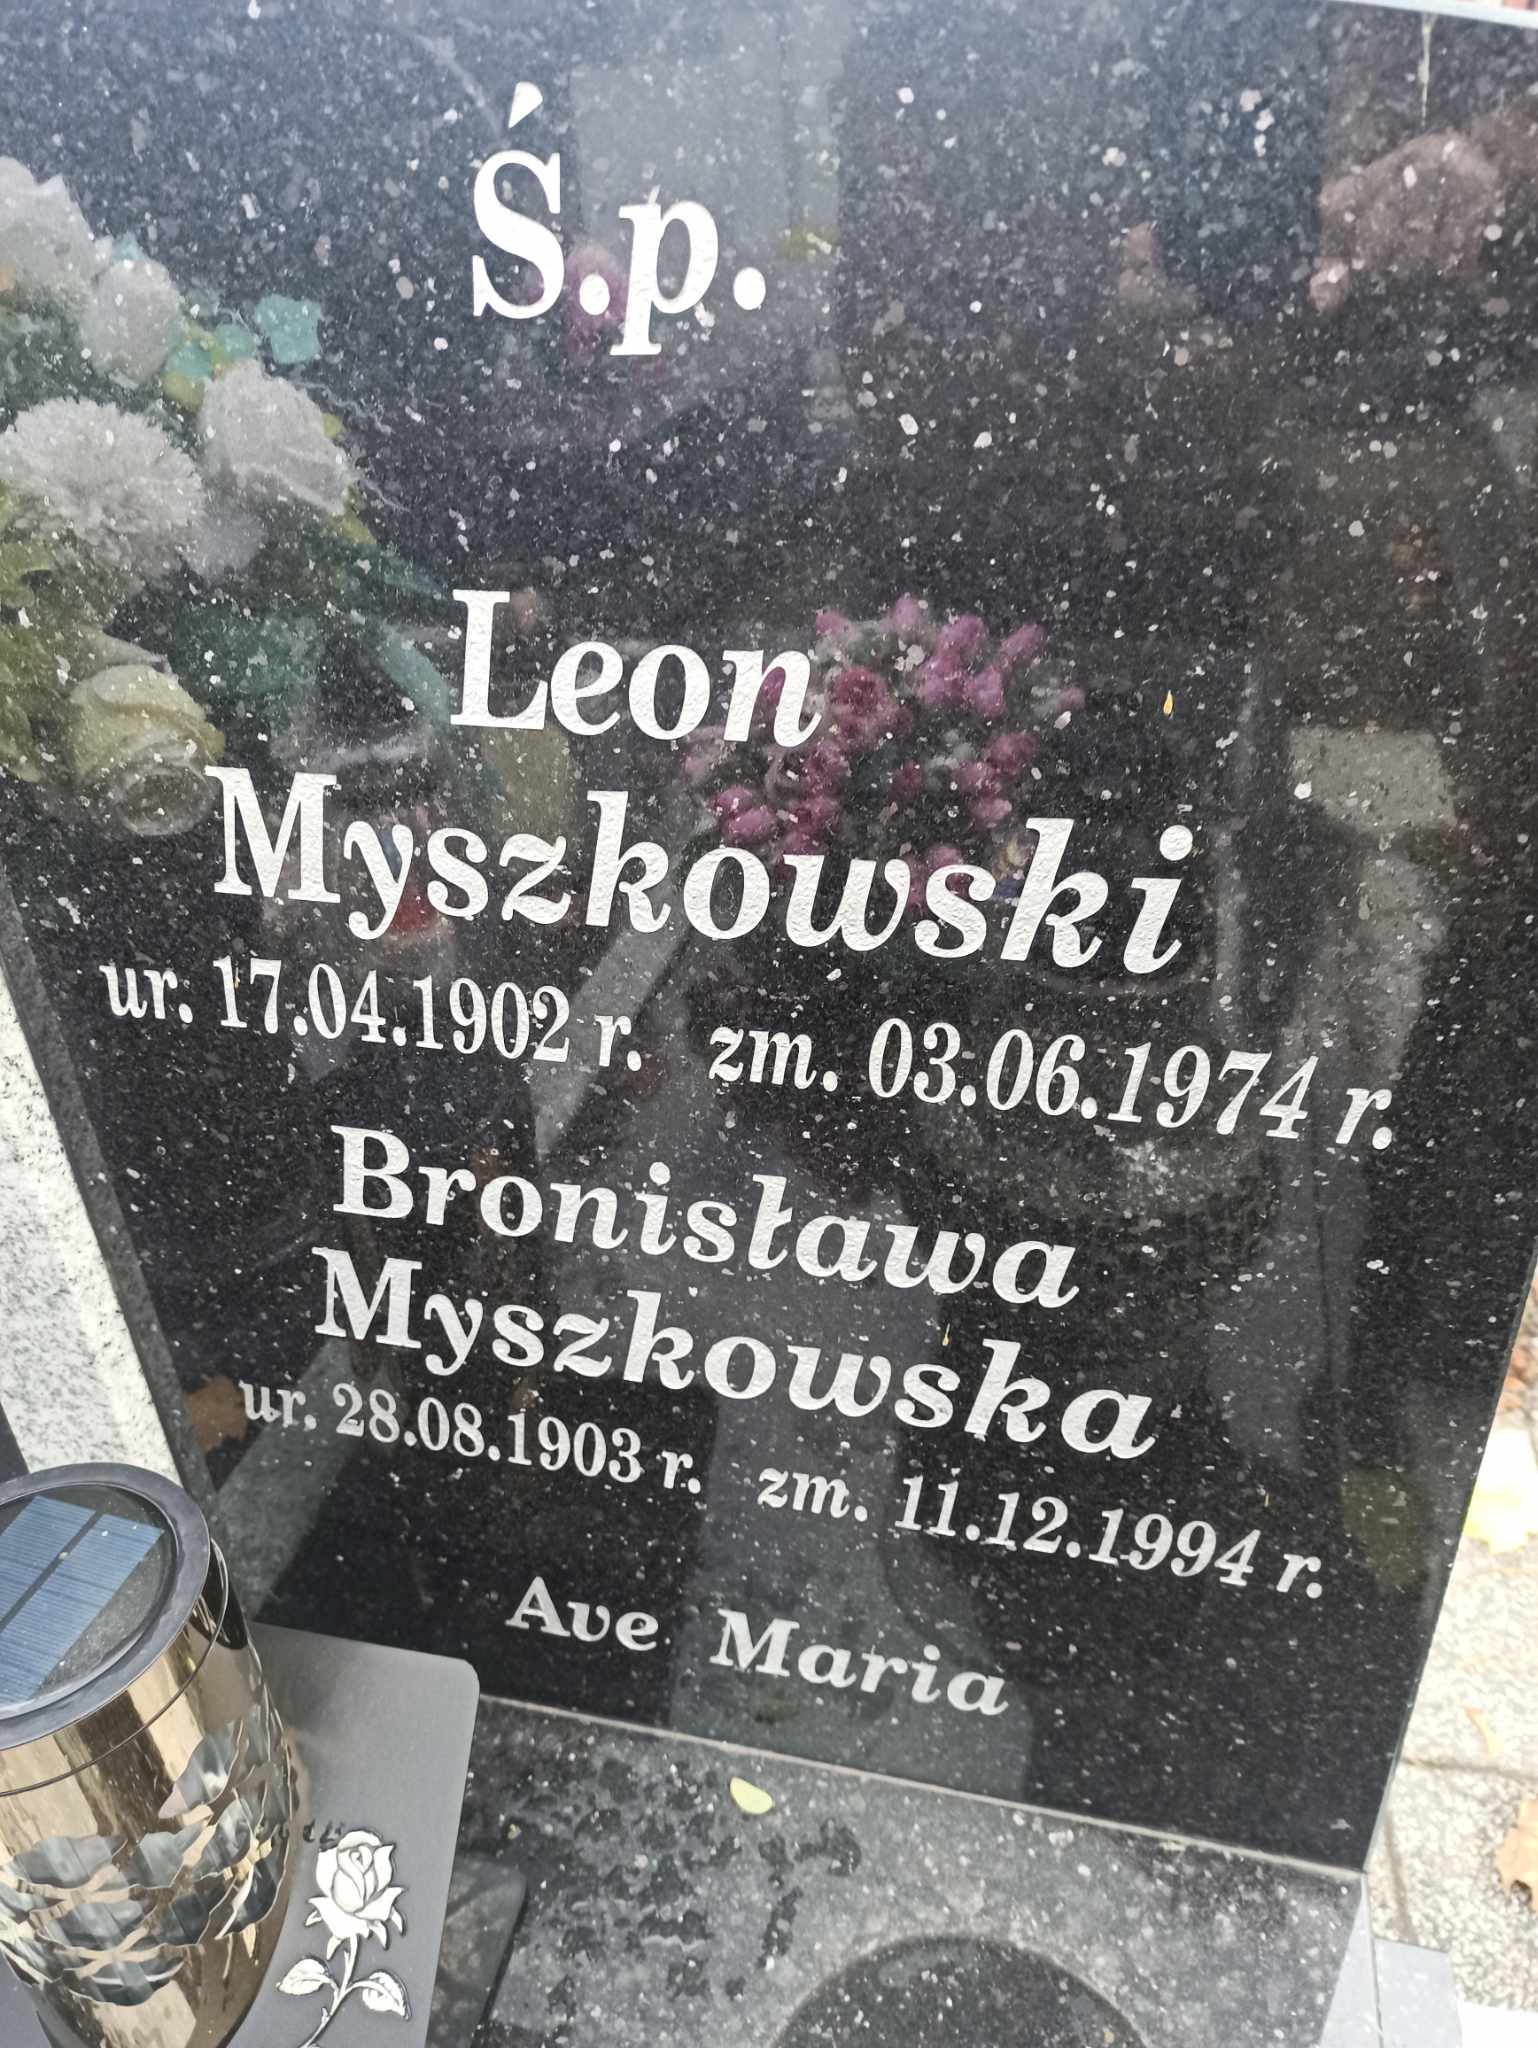 Ś.p.
Leon
Myszkowski
ur. 17.04.1902 r. zm. 03.06.1974 r.
Bronisława
Myszkowska
ur. 28.08.1903 r. zm. 11.12.1994 r.
Ave Maria